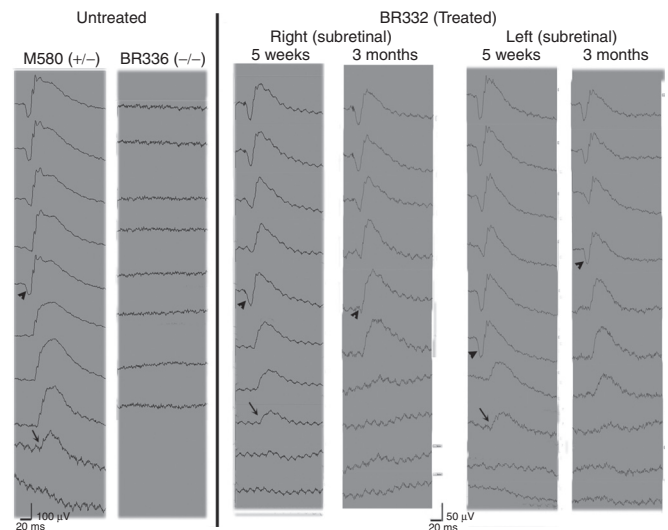 Untreated
BR332 (Treated)
Right (subretinal)
Left (subretinal)
M580 (+/–)
BR336 (–/–)
5 weeks
3 months
5 weeks
3 months
100 µV
20 ms
50 µV
20 ms